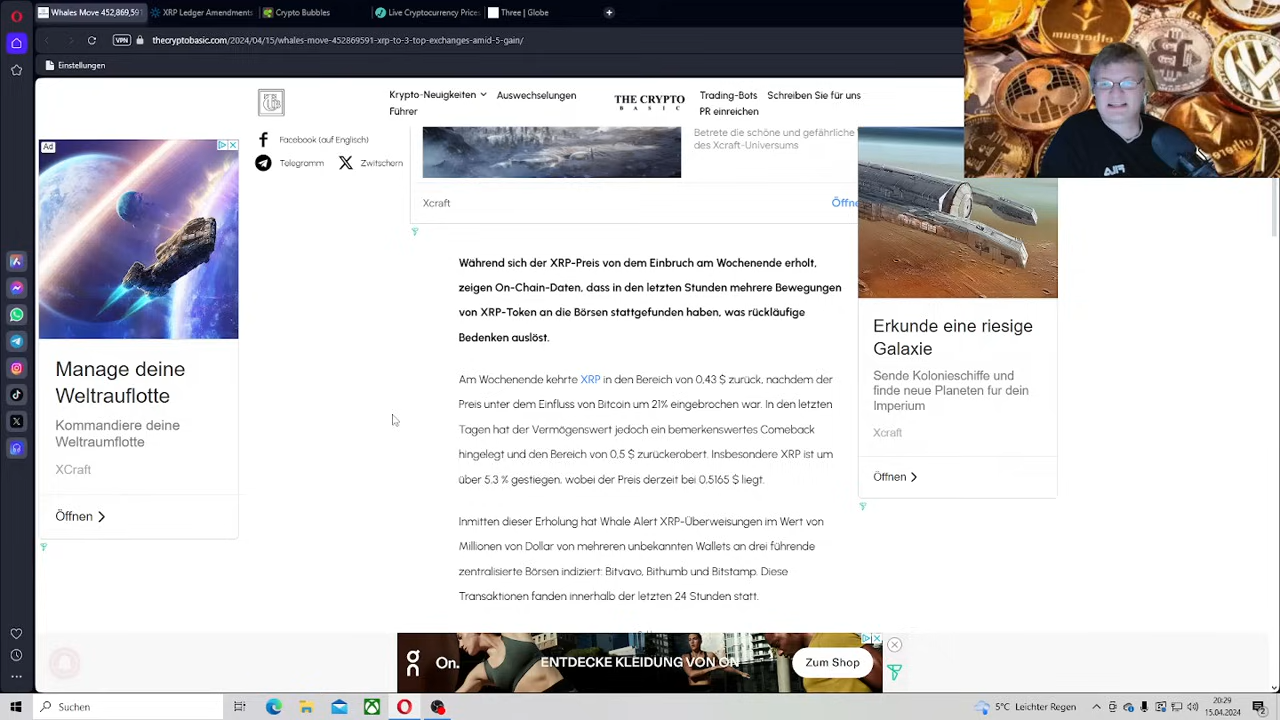 Whales Move 452,869,591
XRP Ledger Amendments
Crypto Bubbles
Live Cryptocurrency Price
Three | Globe
VPN
thecryptobasic.com/2024/04/15/whales-move-452869591-xrp-to-3-top-exchanges-amid-5-gain/
Einstellungen
Krypto-Neuigkeiten
Auswechselungen
Führer
THE CRYPTO
BASIC
Trading-Bots
Schreiben Sie für uns
PR einreichen
Facebook (auf Englisch)
Telegramm
Zwitschern
Betrete die schöne und gefährliche
des Xcraft-Universums
Xcraft
Öffne
Ad
Manage deine
Weltrauflotte
Kommandiere deine
Weltraumflotte
XCraft
Öffnen
Während sich der XRP-Preis von dem Einbruch am Wochenende erholt,
zeigen On-Chain-Daten, dass in den letzten Stunden mehrere Bewegungen
von XRP-Token an die Börsen stattgefunden haben, was rückläufige
Bedenken auslöst.
Am Wochenende kehrte XRP in den Bereich von 0,43 $ zurück, nachdem der
Preis unter dem Einfluss von Bitcoin um 21% eingebrochen war. In den letzten
Tagen hat der Vermögenswert jedoch ein bemerkenswertes Comeback
hingelegt und den Bereich von 0,5 $ zurückerobert. Insbesondere XRP ist um
über 5.3 % gestiegen, wobei der Preis derzeit bei 0.5165 $ liegt.
Inmitten dieser Erholung hat Whale Alert XRP-Überweisungen im Wert von
Millionen von Dollar von mehreren unbekannten Wallets an drei führende
zentralisierte Börsen indiziert: Bitvavo, Bithumb und Bitstamp. Diese
Transaktionen fanden innerhalb der letzten 24 Stunden statt.
Erkunde eine riesige
Galaxie
Sende Kolonieschiffe und
finde neue Planeten fur dein
Imperium
Xcraft
Öffnen
On.
ENTDECKE KLEIDUNG VON ON
Zum Shop
FILA
ethereum
Suchen
5°C Leichter Regen
20:29
15.04.2024
2